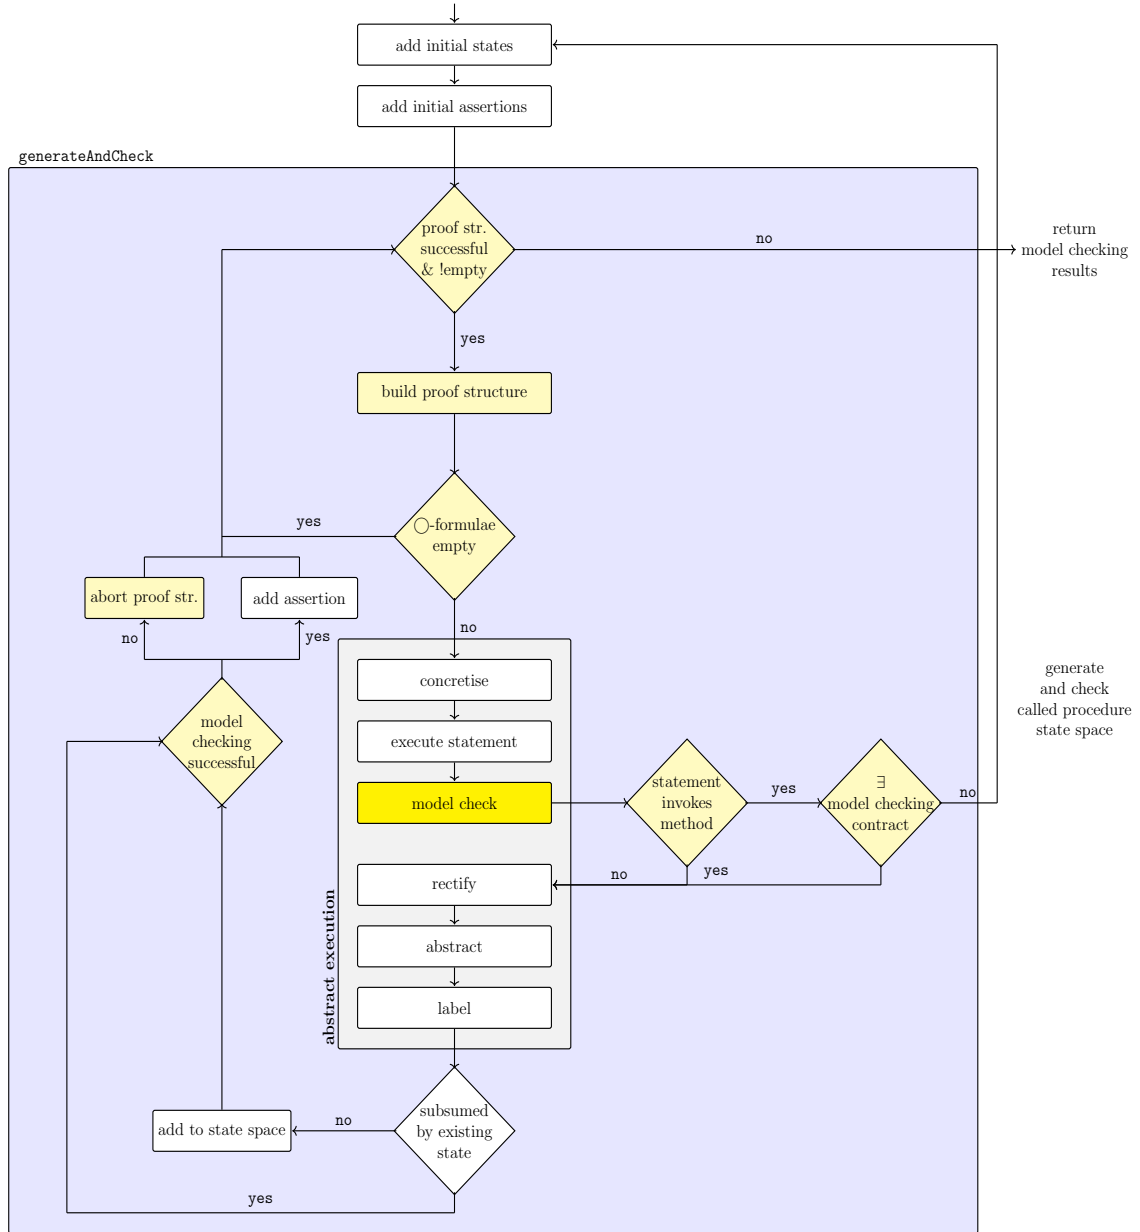 add initial states
add initial assertions
generateAndCheck
proof str.
successful
& !empty
no
return
model checking
results
yes
build proof structure
◯-formulae
empty
yes
abort proof str.
add assertion
no
yes
no
concretise
generate
and check
called procedure
state space
model
checking
successful
execute statement
model check
statement
invokes
method
yes
∃
model checking
contract
no
rectify
no
yes
abstract
label
abstract execution
subsumed
by existing
state
no
add to state space
yes